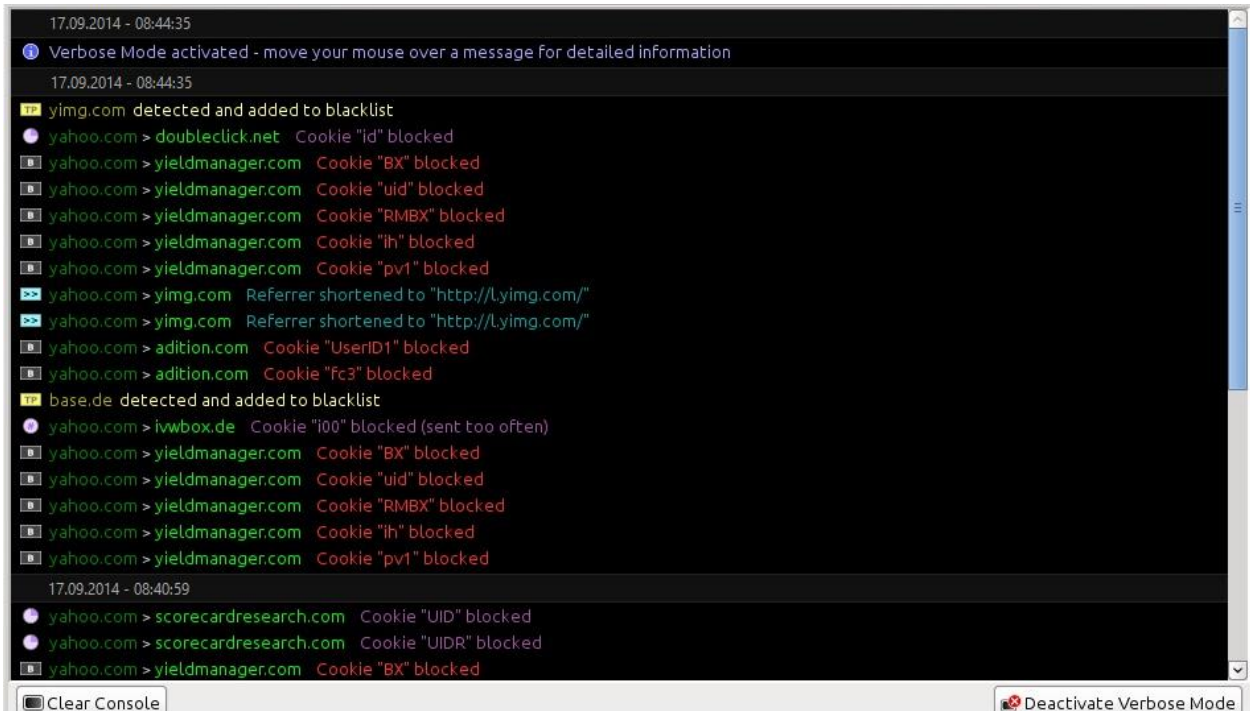 17.09.2014 - 08:44:35
Verbose Mode activated - move your mouse over a message for detailed information
17.09.2014 - 08:44:35
TP yimg.com detected and added to blacklist
yahoo.com > doubleclick.net Cookie "id" blocked
B yahoo.com > yieldmanager.com Cookie "BX" blocked
B yahoo.com > yieldmanager.com Cookie "uid" blocked
B yahoo.com > yieldmanager.com Cookie "RMBX" blocked
B yahoo.com > yieldmanager.com Cookie "ih" blocked
B yahoo.com > yieldmanager.com Cookie "pv1" blocked
>> yahoo.com > yimg.com Referrer shortened to "http://l.yimg.com/"
>> yahoo.com > yimg.com Referrer shortened to "http://l.yimg.com/"
B yahoo.com > adition.com Cookie "UserID1" blocked
B yahoo.com > adition.com Cookie "fc3" blocked
TP base.de detected and added to blacklist
# yahoo.com > ivwbox.de Cookie "i00" blocked (sent too often)
B yahoo.com > yieldmanager.com Cookie "BX" blocked
B yahoo.com > yieldmanager.com Cookie "uid" blocked
B yahoo.com > yieldmanager.com Cookie "RMBX" blocked
B yahoo.com > yieldmanager.com Cookie "ih" blocked
B yahoo.com > yieldmanager.com Cookie "pv1" blocked
17.09.2014 - 08:40:59
yahoo.com > scorecardresearch.com Cookie "UID" blocked
yahoo.com > scorecardresearch.com Cookie "UIDR" blocked
B yahoo.com > yieldmanager.com Cookie "BX" blocked
Clear Console
Deactivate Verbose Mode